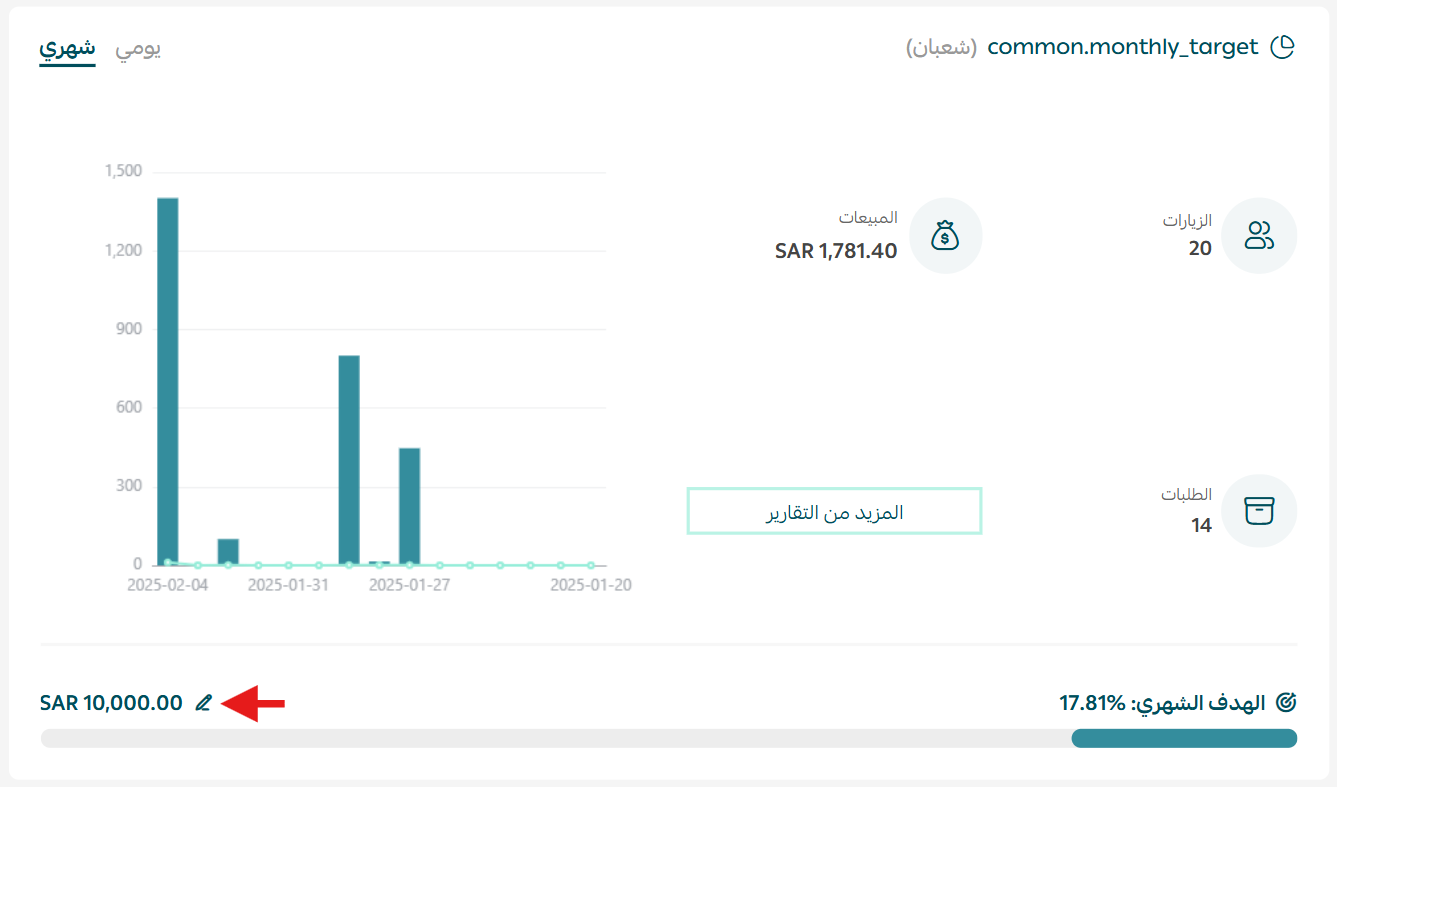 common.monthly_target (شعبان)
يومي
شهري
الزيارات
20
المبيعات
SAR 1,781.40
الطلبات
14
المزيد من التقارير
1,500
1,200
900
600
300
0
2025-02-04 2025-01-31 2025-01-27 2025-01-20
الهدف الشهري: 17.81%
SAR 10,000.00